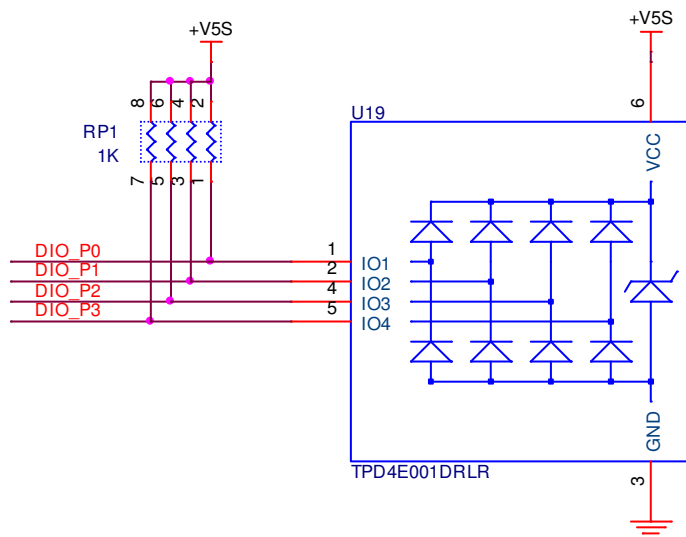 +V5S
+V5S
8 6 4 2
6
U19
RP1
1K
VCC
7 5 3 1
DIO_P0 1 IO1
DIO_P1 2 IO2
DIO_P2 4 IO3
DIO_P3 5 IO4
GND
TPD4E001DRLR
3